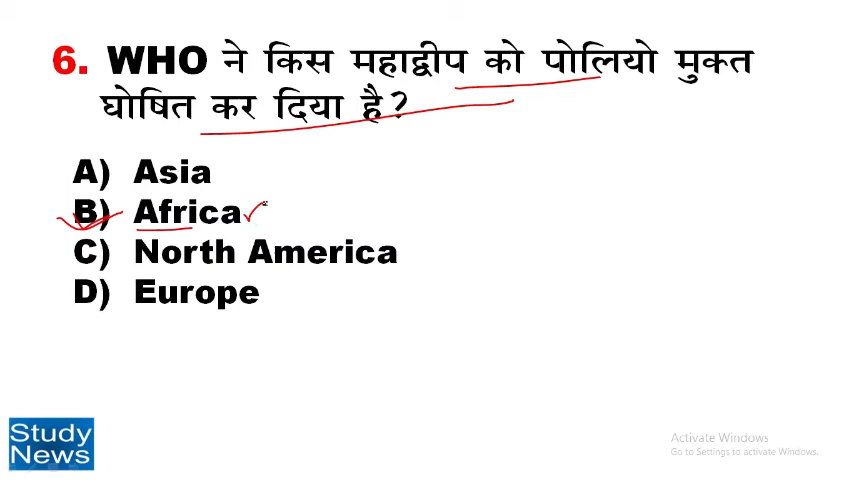 6. WHO ने किस महाद्वीप को पोलियो मुक्त
घोषित कर दिया है?
A) Asia
B) Africa
C) North America
D) Europe
Study
News
Activate Windows
Go to Settings to activate Windows.